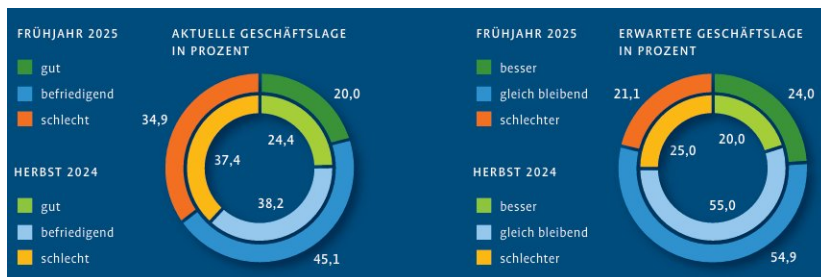 FRÜHJAHR 2025
gut
befriedigend
schlecht
HERBST 2024
gut
befriedigend
schlecht
AKTUELLE GESCHÄFTSLAGE
IN PROZENT
20,0
34,9
24,4
37,4
38,2
45,1
FRÜHJAHR 2025
besser
gleich bleibend
schlechter
HERBST 2024
besser
gleich bleibend
schlechter
ERWARTETE GESCHÄFTSLAGE
IN PROZENT
21,1
24,0
20,0
25,0
55,0
54,9